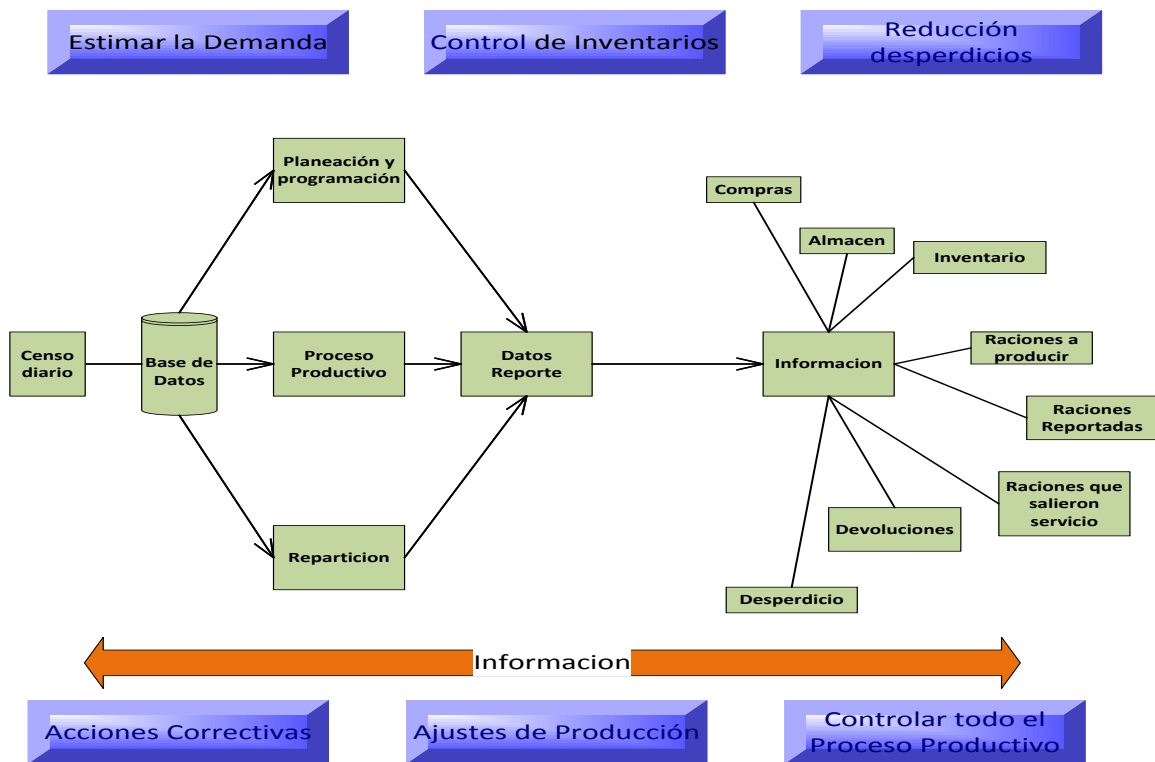 Estimar la Demanda
Control de Inventarios
Reducción
desperdicios
Planeación y
programación
Compras
Almacen
Inventario
Censo
diario
Base de
Datos
Proceso
Productivo
Datos
Reporte
Informacion
Raciones a
producir
Raciones
Reportadas
Raciones que
salieron
servicio
Devoluciones
Reparticion
Desperdicio
Informacion
Acciones Correctivas
Ajustes de Producción
Controlar todo el
Proceso Productivo